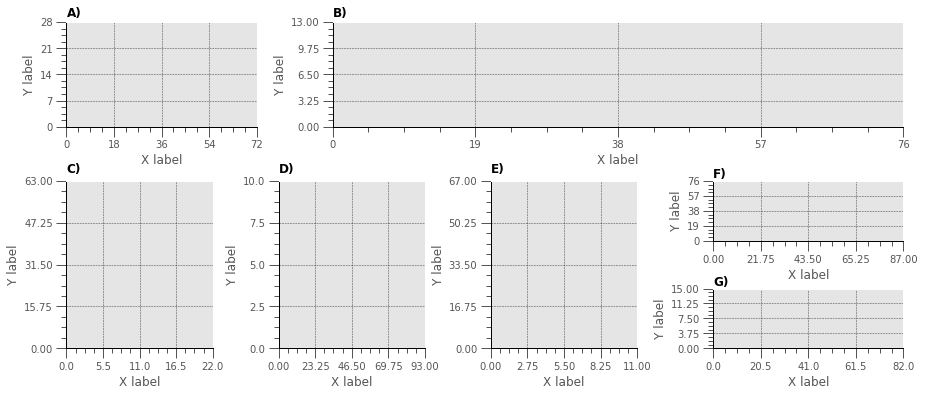 A)
28
21
14
7
0
Y label
0 18 36 54 72
X label
B)
13.00
9.75
6.50
3.25
0.00
Y label
0 19 38 57 76
X label
C)
63.00
47.25
31.50
15.75
0.00
Y label
0.0 5.5 11.0 16.5 22.0
X label
D)
10.0
7.5
5.0
2.5
0.0
Y label
0.00 23.25 46.50 69.75 93.00
X label
E)
67.00
50.25
33.50
16.75
0.00
Y label
0.00 2.75 5.50 8.25 11.00
X label
F)
76
57
38
19
0
Y label
0.00 21.75 43.50 65.25 87.00
X label
G)
15.00
11.25
7.50
3.75
0.00
Y label
0.0 20.5 41.0 61.5 82.0
X label